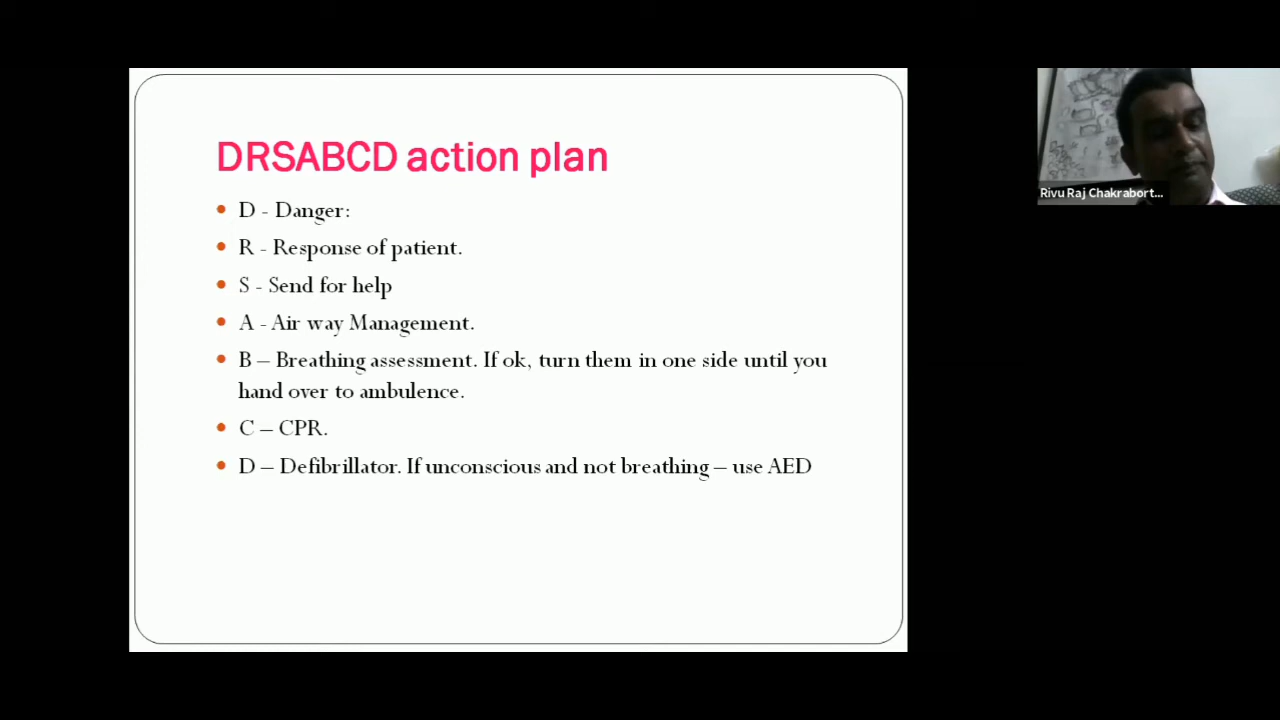 DRSABCD action plan
• D - Danger:
• R - Response of patient.
• S - Send for help
• A - Air way Management.
• B – Breathing assessment. If ok, turn them in one side until you
hand over to ambulence.
• C – CPR.
• D – Defibrillator. If unconscious and not breathing – use AED
Rivu Raj Chakrabort...